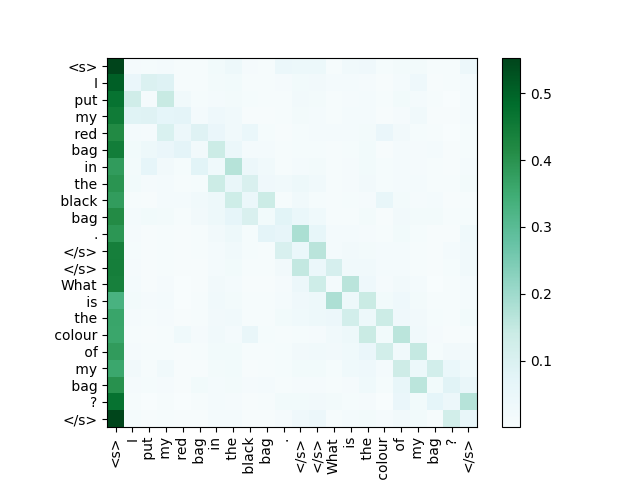 <s>
I
put
my
red
bag
in
the
black
bag
.
</s>
</s>
What
is
the
colour
of
my
bag
?
</s>
<s>
I
put
my
red
bag
in
the
black
bag
.
</s>
</s>
What
is
the
colour
of
my
bag
?
</s>
0.5
0.4
0.3
0.2
0.1